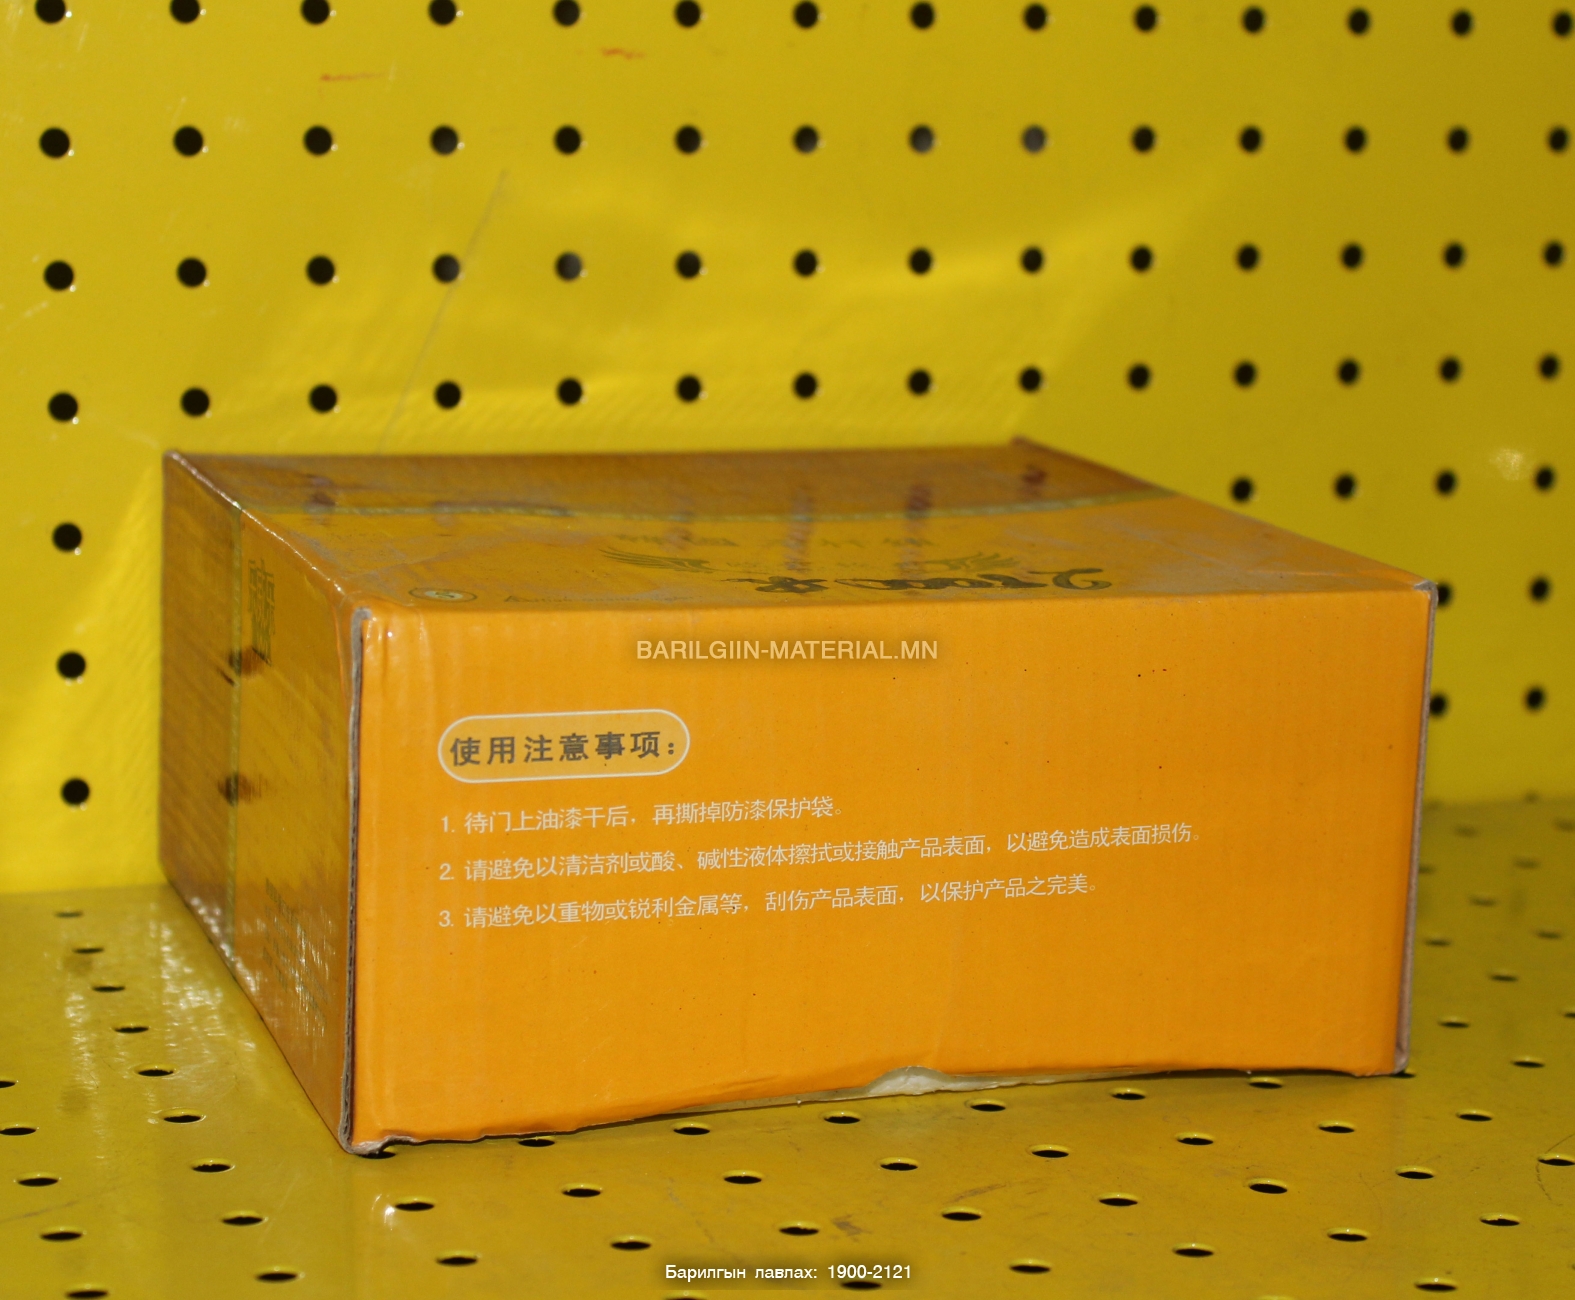 BARILGIIN-MATERIAL.MN
使用注意事项：
1. 待门上油漆干后，再撕掉防漆保护袋。
2. 请避免以清洁剂或酸、碱性液体擦拭或接触产品表面，以避免造成表面损伤。
3. 请避免以重物或锐利金属等，刮伤产品表面，以保护产品之完美。
Барилгын лавлах: 1900-2121